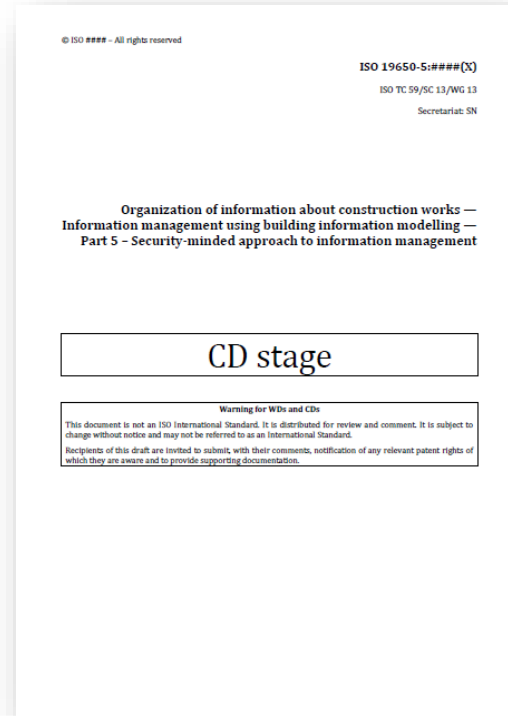 © ISO #### – All rights reserved
ISO 19650-5:####(X)
ISO TC 59/SC 13/WG 13
Secretariat: SN
Organization of information about construction works —
Information management using building information modelling —
Part 5 – Security-minded approach to information management
CD stage
Warning for WDs and CDs
This document is not an ISO International Standard. It is distributed for review and comment. It is subject to
change without notice and may not be referred to as an International Standard.
Recipients of this draft are invited to submit, with their comments, notification of any relevant patent rights of
which they are aware and to provide supporting documentation.